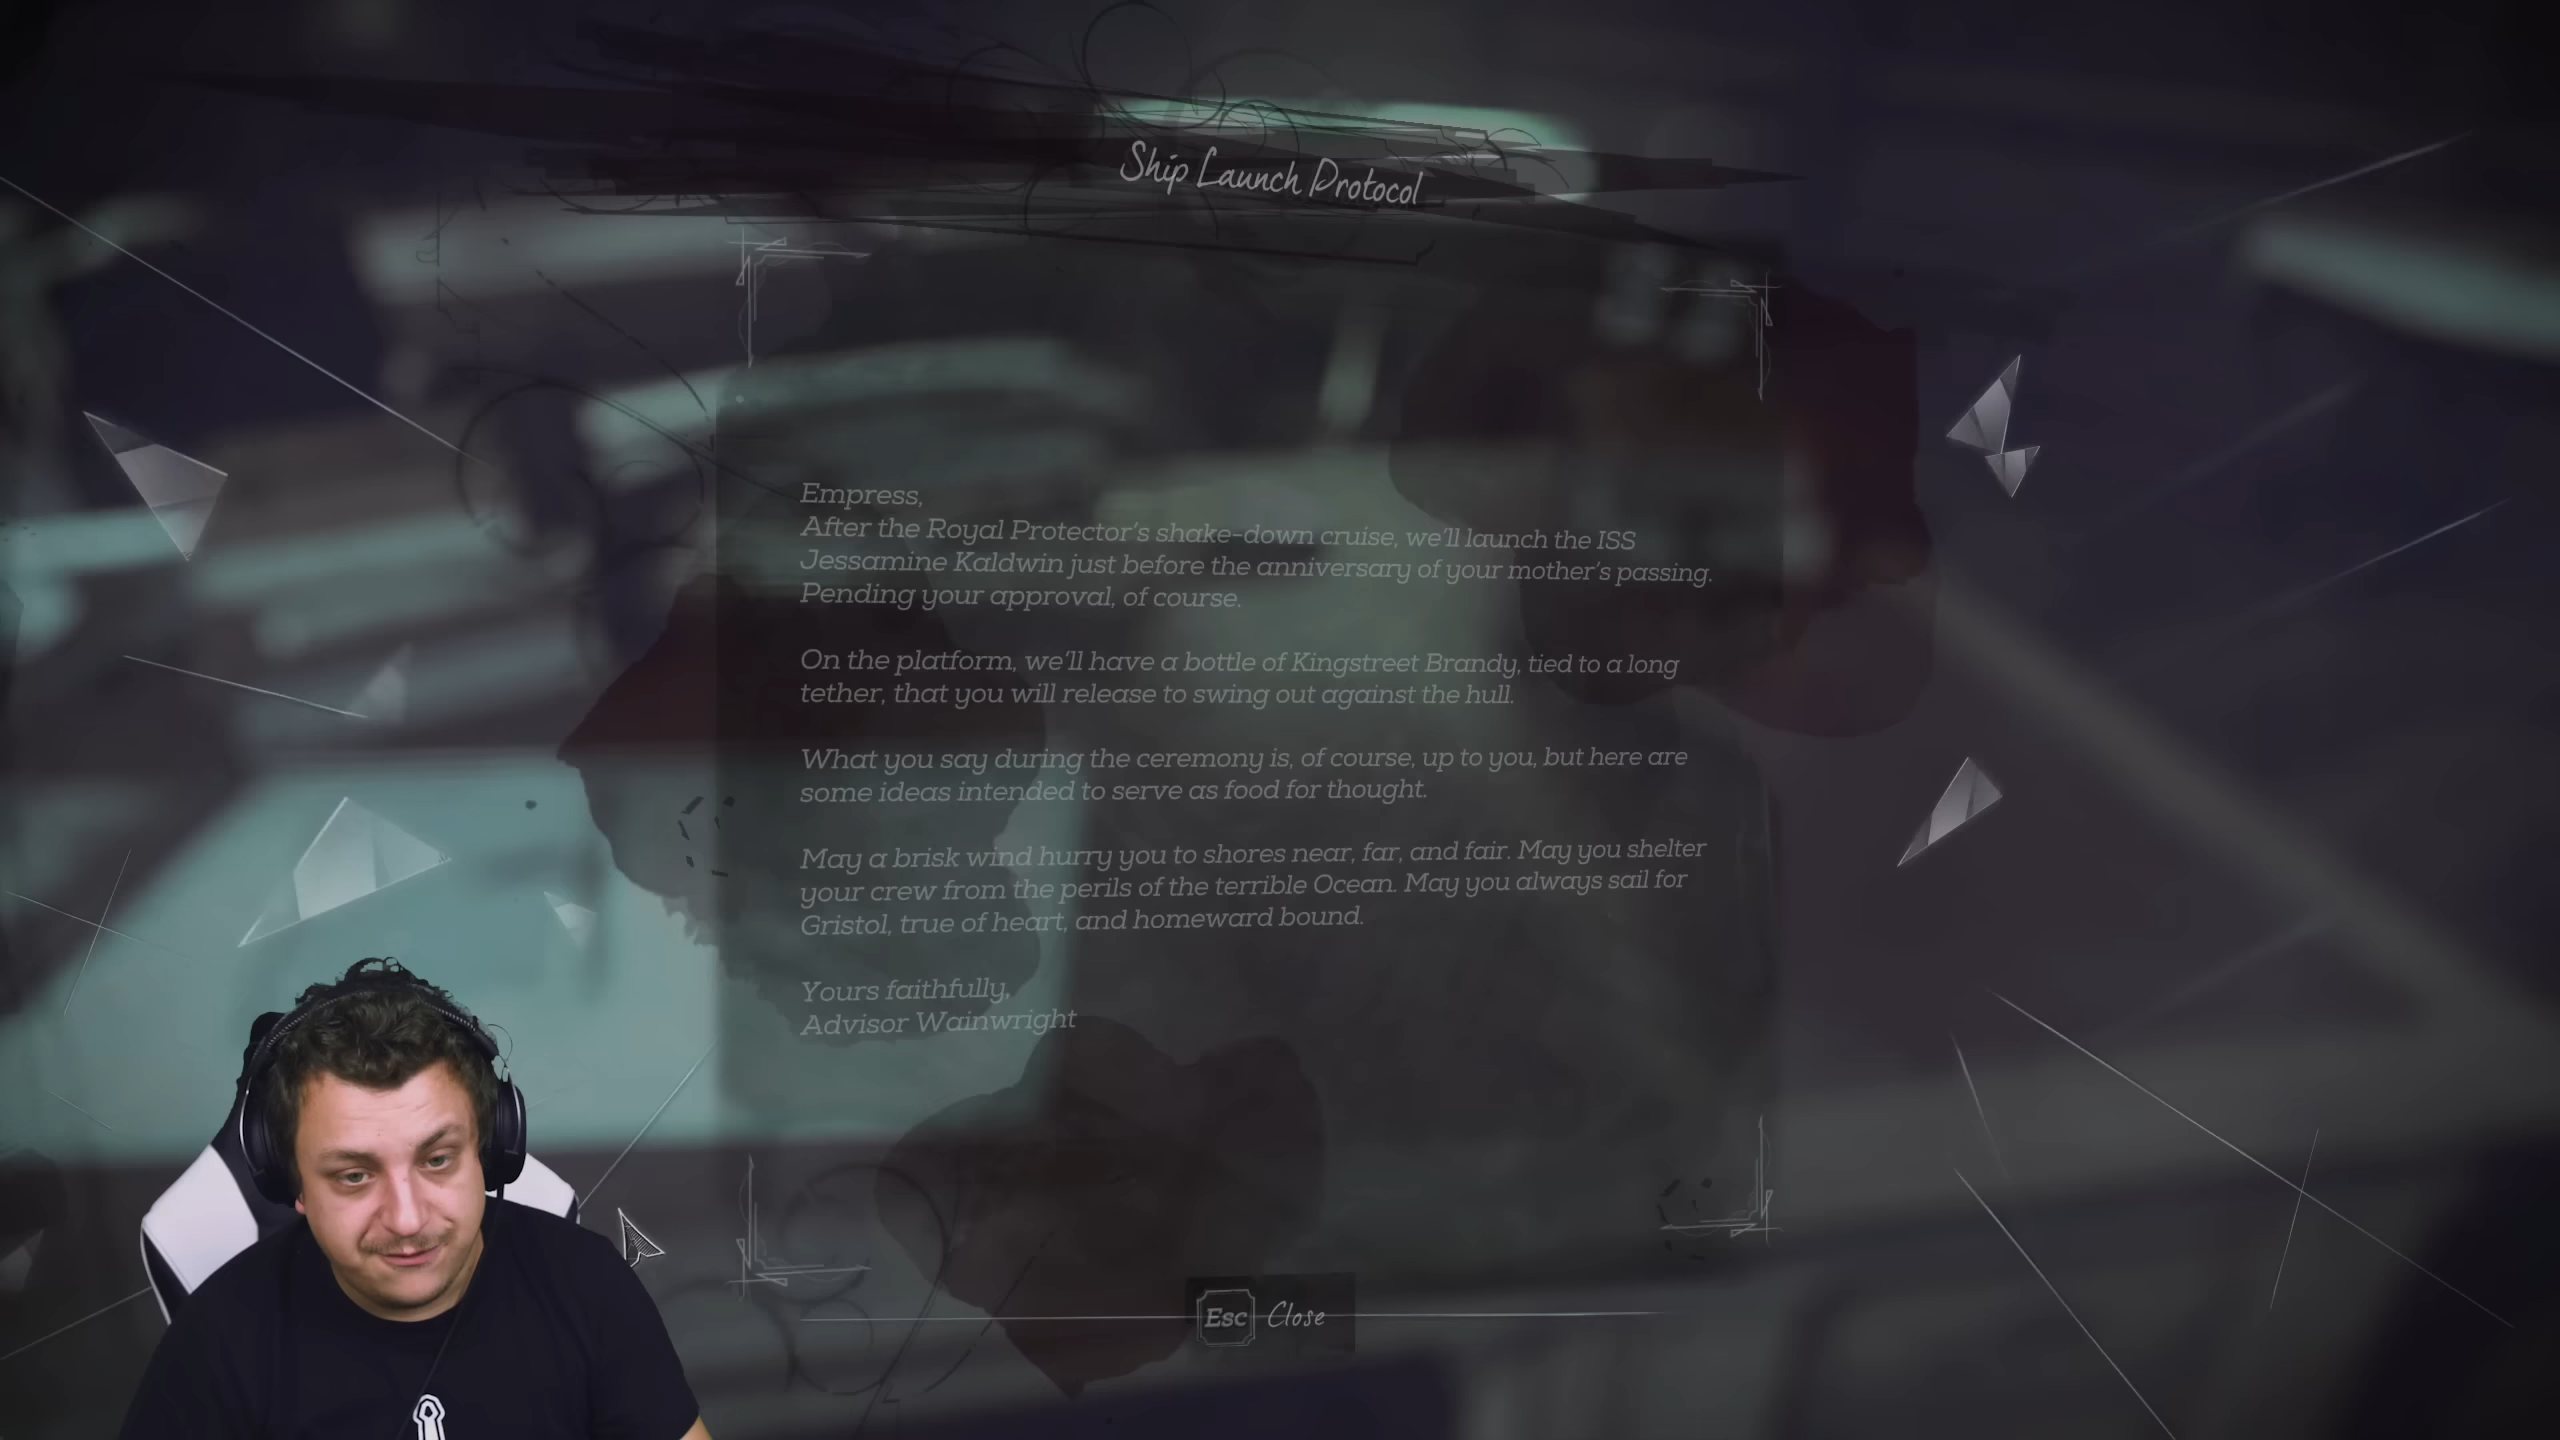 Ship Launch Protocol
Empress,
After the Royal Protector's shake-down cruise, we'll launch the ISS
Jessamine Kaldwin just before the anniversary of your mother's passing.
Pending your approval, of course.
On the platform, we'll have a bottle of Kingstreet Brandy, tied to a long
tether, that you will release to swing out against the hull.
What you say during the ceremony is, of course, up to you, but here are
some ideas intended to serve as food for thought.
May a brisk wind hurry you to shores near, far, and fair. May you shelter
your crew from the perils of the terrible Ocean. May you always sail for
Gristol, true of heart, and homeward bound.
Yours faithfully,
Advisor Wainwright
Esc Close